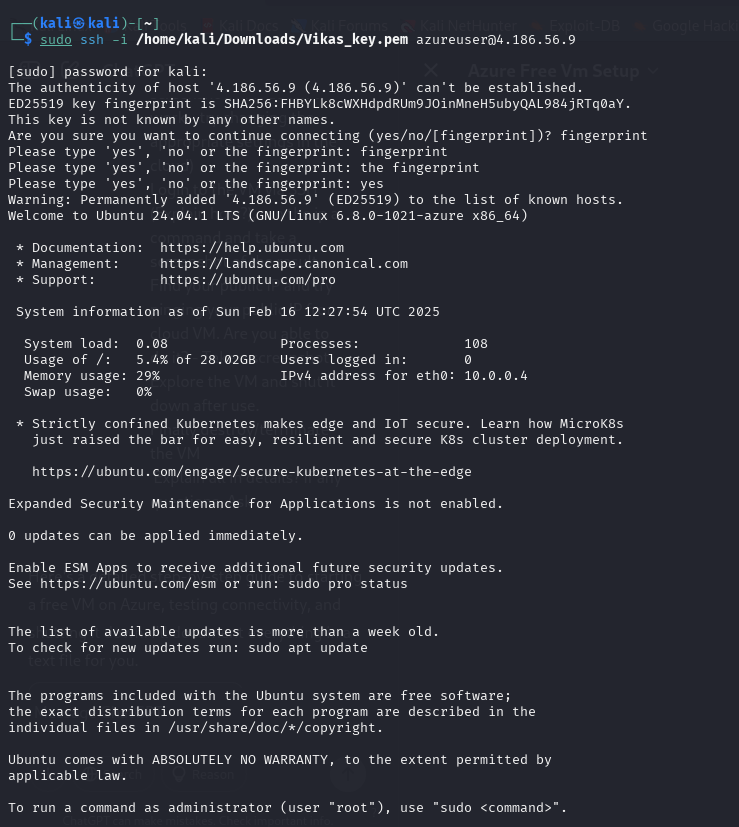 ┌──(kali㉿kali)-[~]
└─$ sudo ssh -i /home/kali/Downloads/Vikas_key.pem azureuser@4.186.56.9
[sudo] password for kali:
The authenticity of host '4.186.56.9 (4.186.56.9)' can't be established.
ED25519 key fingerprint is SHA256:FHBYLk8cWXHdpdRUm9JOinMneH5ubyQAL984jRTq0aY.
This key is not known by any other names.
Are you sure you want to continue connecting (yes/no/[fingerprint])? fingerprint
Please type 'yes', 'no' or the fingerprint: fingerprint
Please type 'yes', 'no' or the fingerprint: the fingerprint
Please type 'yes', 'no' or the fingerprint: yes
Warning: Permanently added '4.186.56.9' (ED25519) to the list of known hosts.
Welcome to Ubuntu 24.04.1 LTS (GNU/Linux 6.8.0-1021-azure x86_64)
* Documentation:  https://help.ubuntu.com
* Management:     https://landscape.canonical.com
* Support:        https://ubuntu.com/pro
System information as of Sun Feb 16 12:27:54 UTC 2025
System load:  0.08              Processes:             108
Usage of /:   5.4% of 28.02GB   Users logged in:       0
Memory usage: 29%               IPv4 address for eth0: 10.0.0.4
Swap usage:   0%
* Strictly confined Kubernetes makes edge and IoT secure. Learn how MicroK8s
just raised the bar for easy, resilient and secure K8s cluster deployment.
https://ubuntu.com/engage/secure-kubernetes-at-the-edge
Expanded Security Maintenance for Applications is not enabled.
0 updates can be applied immediately.
Enable ESM Apps to receive additional future security updates.
See https://ubuntu.com/esm or run: sudo pro status
The list of available updates is more than a week old.
To check for new updates run: sudo apt update
The programs included with the Ubuntu system are free software;
the exact distribution terms for each program are described in the
individual files in /usr/share/doc/*/copyright.
Ubuntu comes with ABSOLUTELY NO WARRANTY, to the extent permitted by
applicable law.
To run a command as administrator (user "root"), use "sudo <command>".